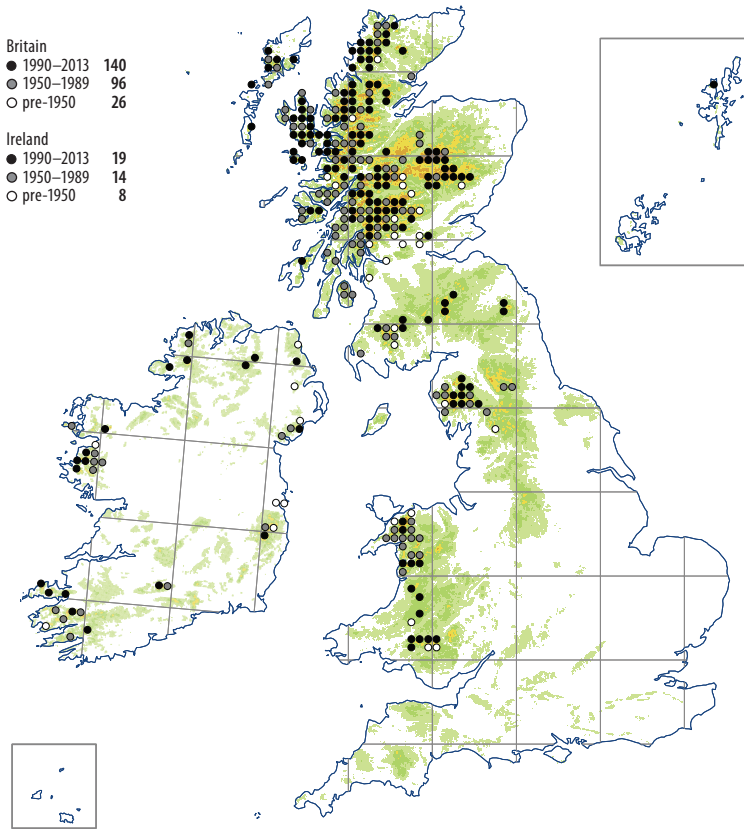 Britain
● 1990–2013 140
● 1950–1989 96
○ pre-1950 26
Ireland
● 1990–2013 19
● 1950–1989 14
○ pre-1950 8